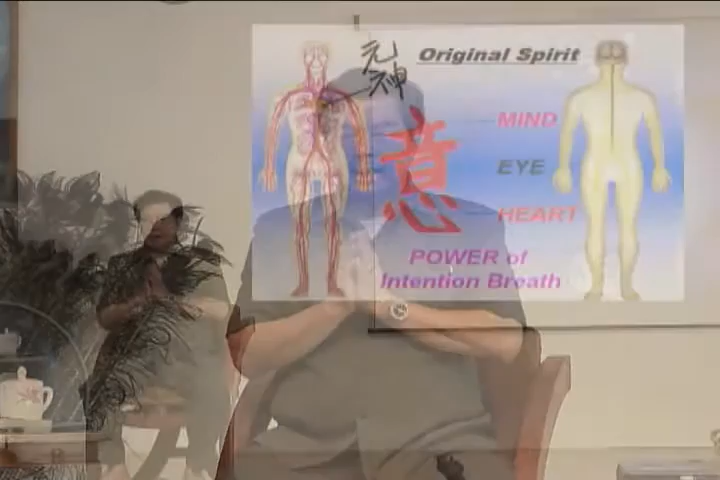 元神
Original Spirit
意
MIND
EYE
HEART
POWER of
Intention Breath